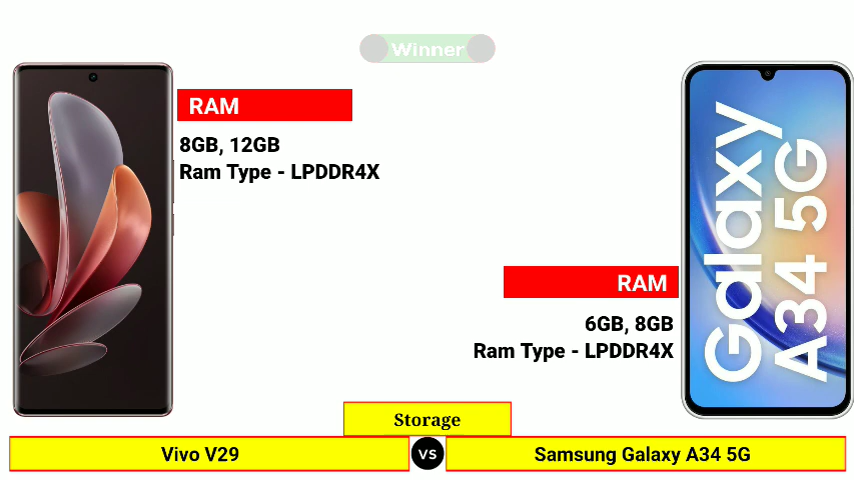 Winner
RAM
8GB, 12GB
Ram Type - LPDDR4X
RAM
6GB, 8GB
Ram Type - LPDDR4X
Galaxy
A34 5G
Storage
Vivo V29
VS
Samsung Galaxy A34 5G